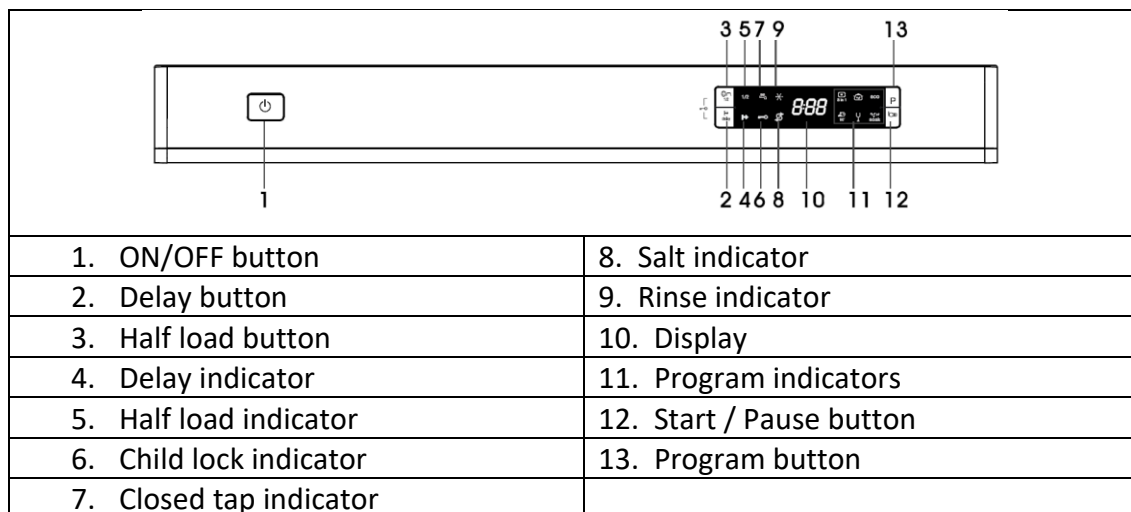 3 5 7 9 13
1/2 8:88 ECO P
1 2 4 6 8 10 11 12
1. ON/OFF button
2. Delay button
3. Half load button
4. Delay indicator
5. Half load indicator
6. Child lock indicator
7. Closed tap indicator
8. Salt indicator
9. Rinse indicator
10. Display
11. Program indicators
12. Start / Pause button
13. Program button